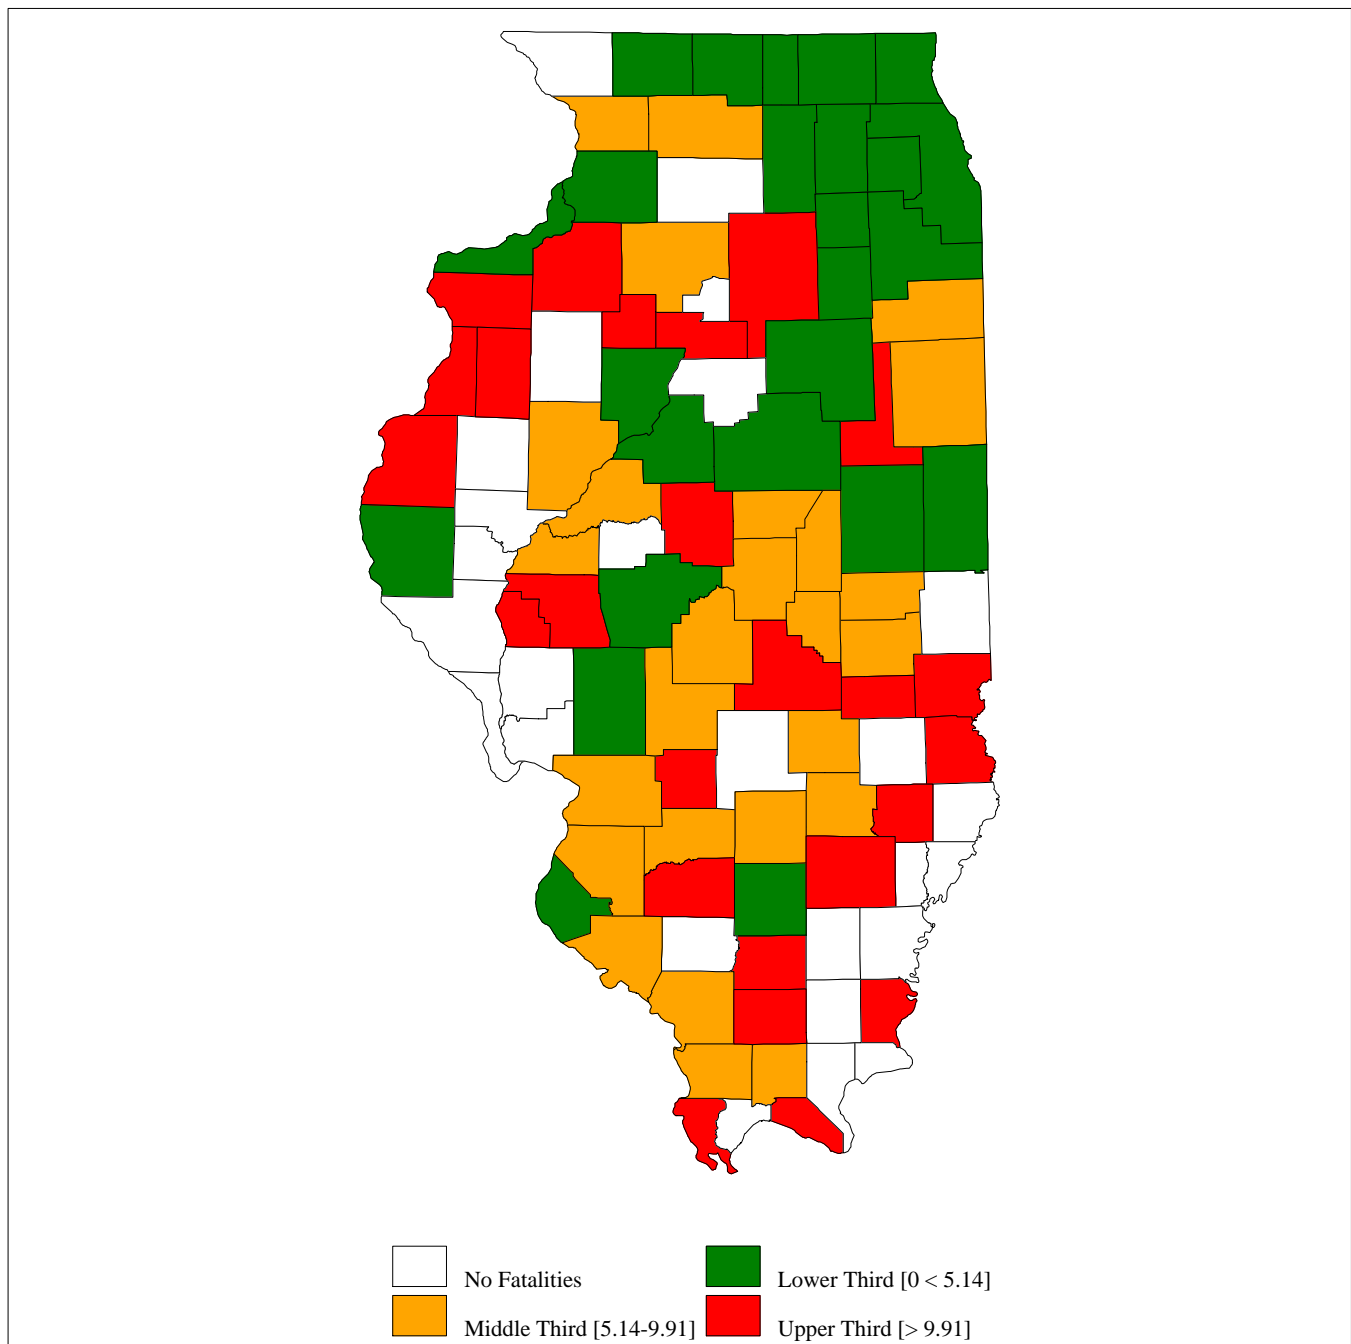 No Fatalities
Lower Third [0 < 5.14]
Middle Third [5.14-9.91]
Upper Third [> 9.91]